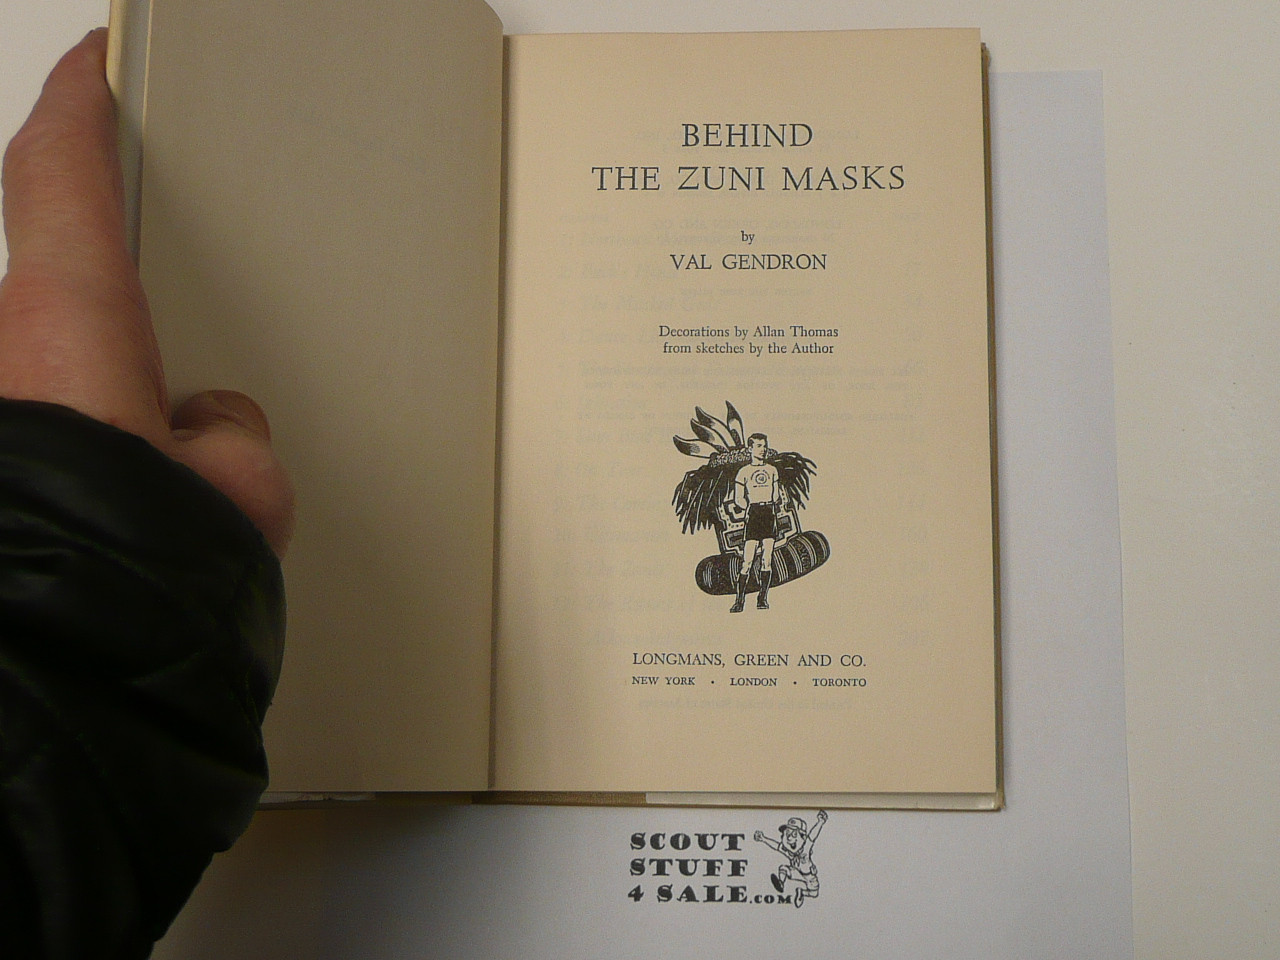 BEHIND
THE ZUNI MASKS
by
VAL GENDRON
Decorations by Allan Thomas
from sketches by the Author
LONGMANS, GREEN AND CO.
NEW YORK • LONDON • TORONTO
SCOUT
STUFF
4 SALE.COM